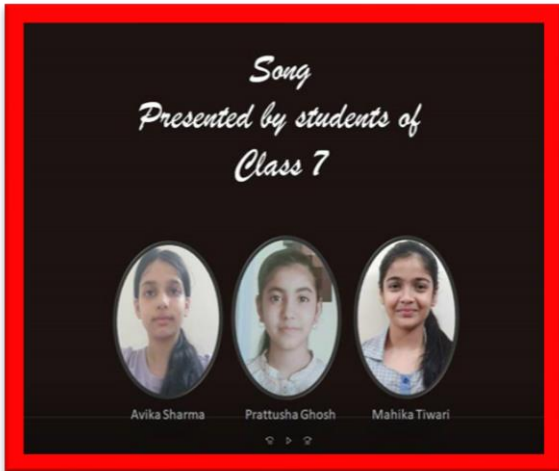 Song
Presented by students of
Class 7
Avika Sharma Prattusha Ghosh Mahika Tiwari